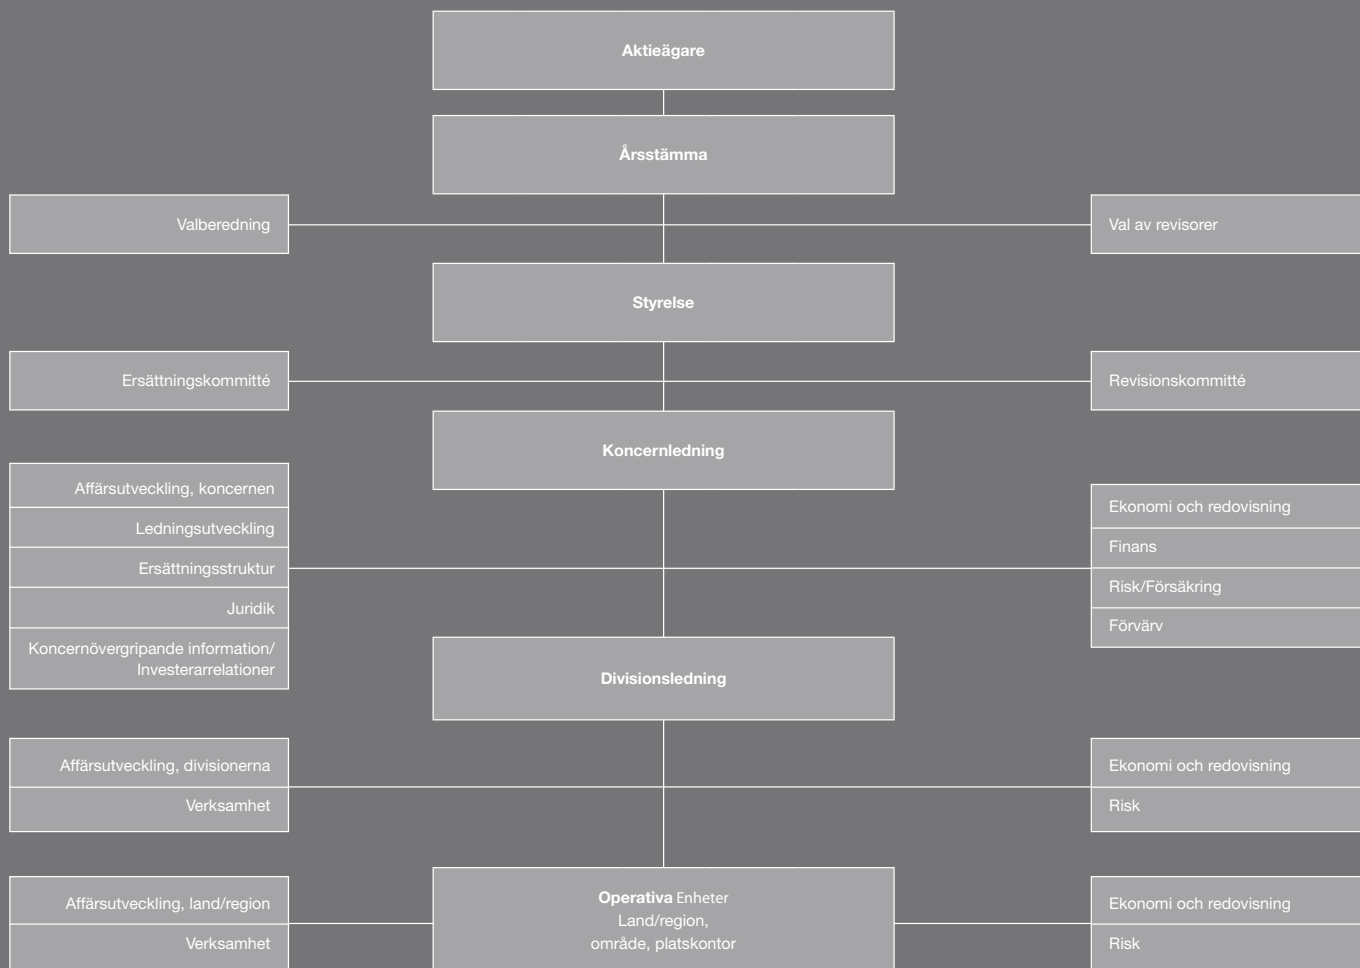 Aktieägare
Årsstämma
Valberedning
Val av revisorer
Styrelse
Ersättningskommitté
Revisionskommitté
Koncernledning
Affärsutveckling, koncernen
Ledningsutveckling
Ersättningsstruktur
Juridik
Koncernövergripande information/
Investerarrelationer
Ekonomi och redovisning
Finans
Risk/Försäkring
Förvärv
Divisionsledning
Affärsutveckling, divisionerna
Verksamhet
Ekonomi och redovisning
Risk
Affärsutveckling, land/region
Verksamhet
Operativa Enheter
Land/region,
område, platskontor
Ekonomi och redovisning
Risk